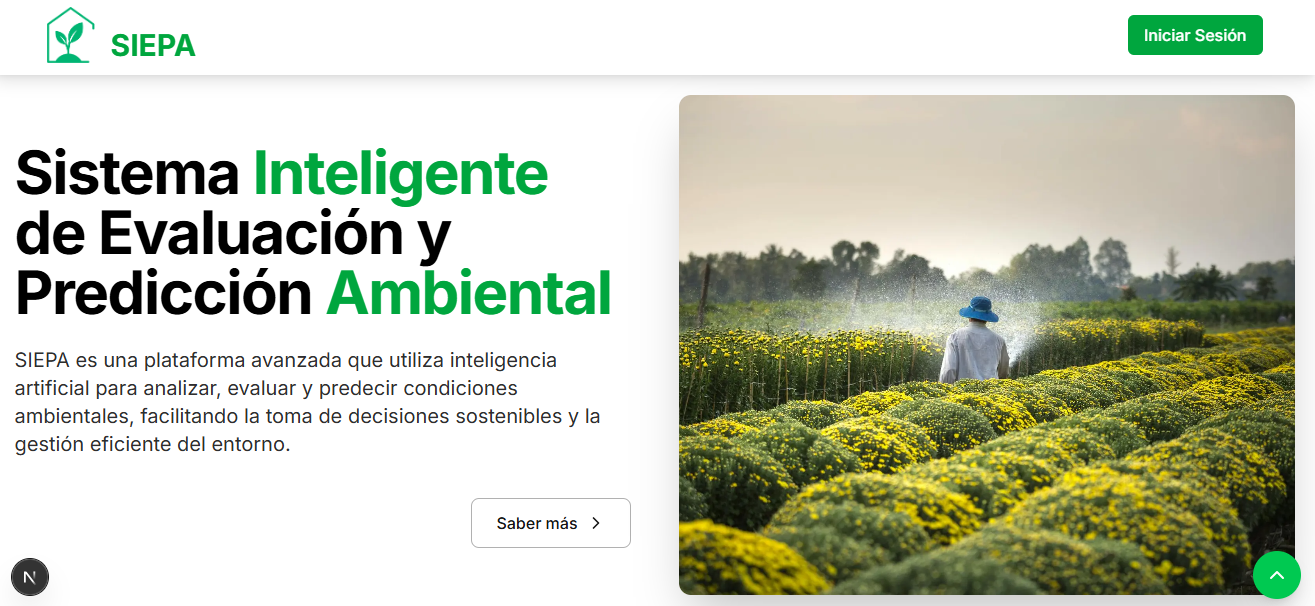 SIEPA
Iniciar Sesión
Sistema Inteligente
de Evaluación y
Predicción Ambiental
SIEPA es una plataforma avanzada que utiliza inteligencia
artificial para analizar, evaluar y predecir condiciones
ambientales, facilitando la toma de decisiones sostenibles y la
gestión eficiente del entorno.
Saber más
N